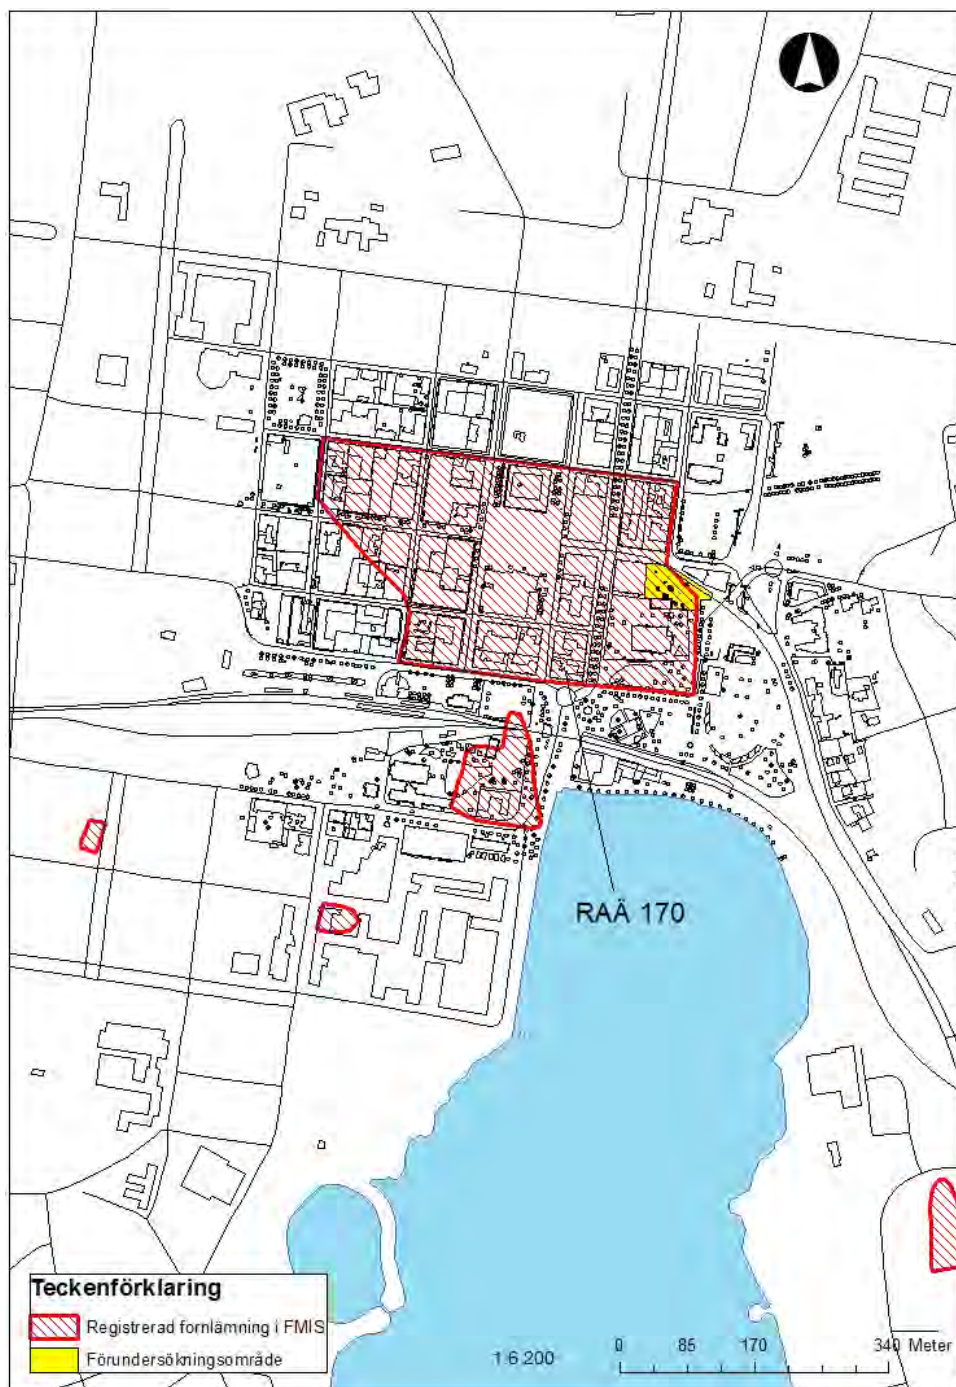 RAÄ 170
Teckenförklaring
Registrerad fornlämning i FMIS
Förundersökningsområde
1:6 200
0 85 170 340 Meter